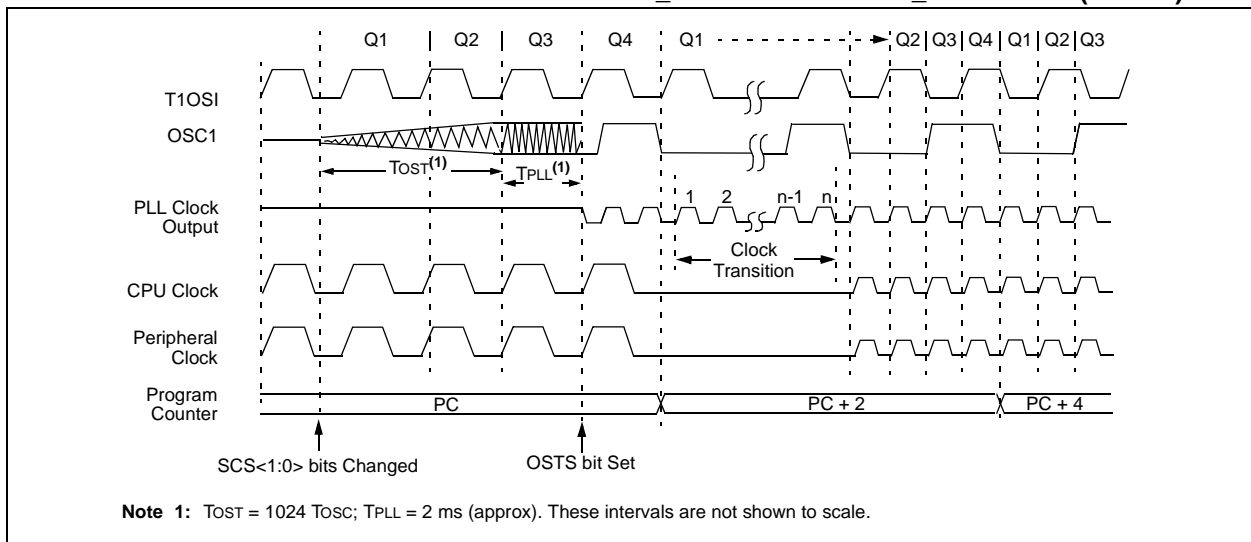 Q1 Q2 Q3 Q4 Q1 Q2 Q3 Q4 Q1 Q2 Q3
T1OSI
OSC1
TOST(1) TPLL(1)
PLL Clock
Output
1 2 n-1 n
Clock
Transition
CPU Clock
Peripheral
Clock
Program
Counter
PC PC + 2 PC + 4
SCS<1:0> bits Changed OSTS bit Set
Note 1: TOST = 1024 TOSC; TPLL = 2 ms (approx). These intervals are not shown to scale.